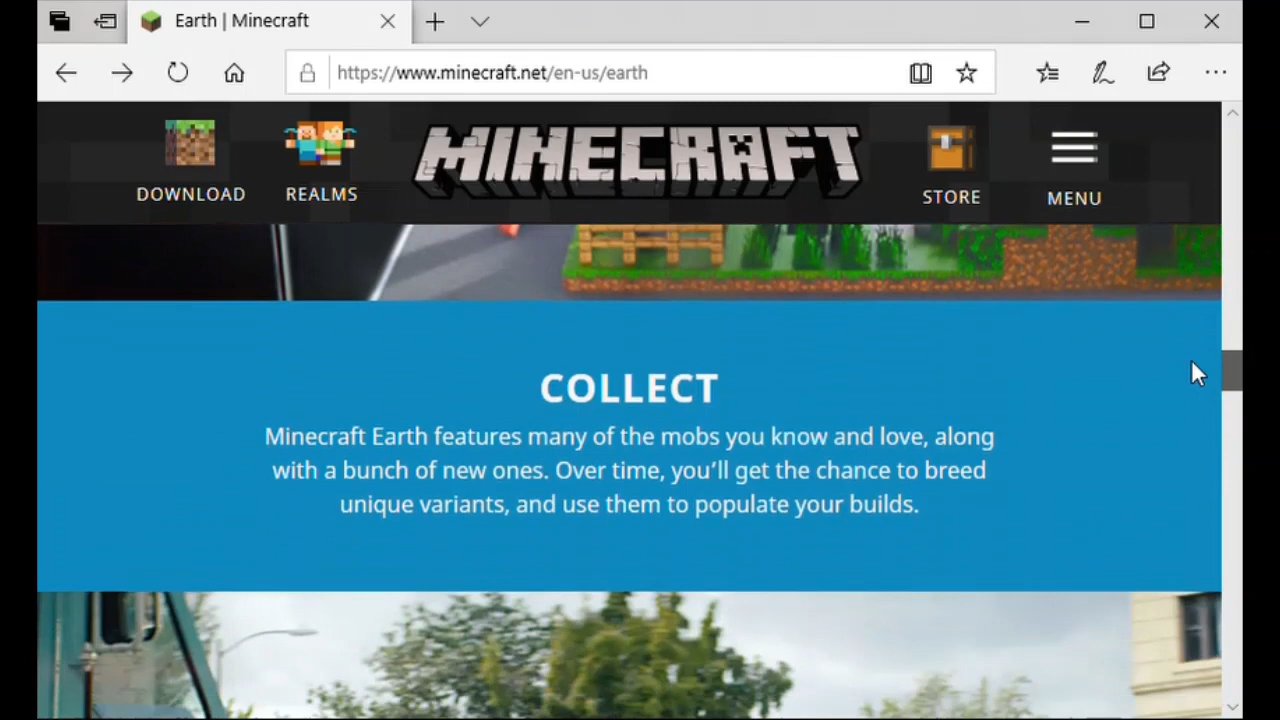 Earth | Minecraft
https://www.minecraft.net/en-us/earth
DOWNLOAD
REALMS
MINECRAFT
STORE
MENU
COLLECT
Minecraft Earth features many of the mobs you know and love, along
with a bunch of new ones. Over time, you’ll get the chance to breed
unique variants, and use them to populate your builds.